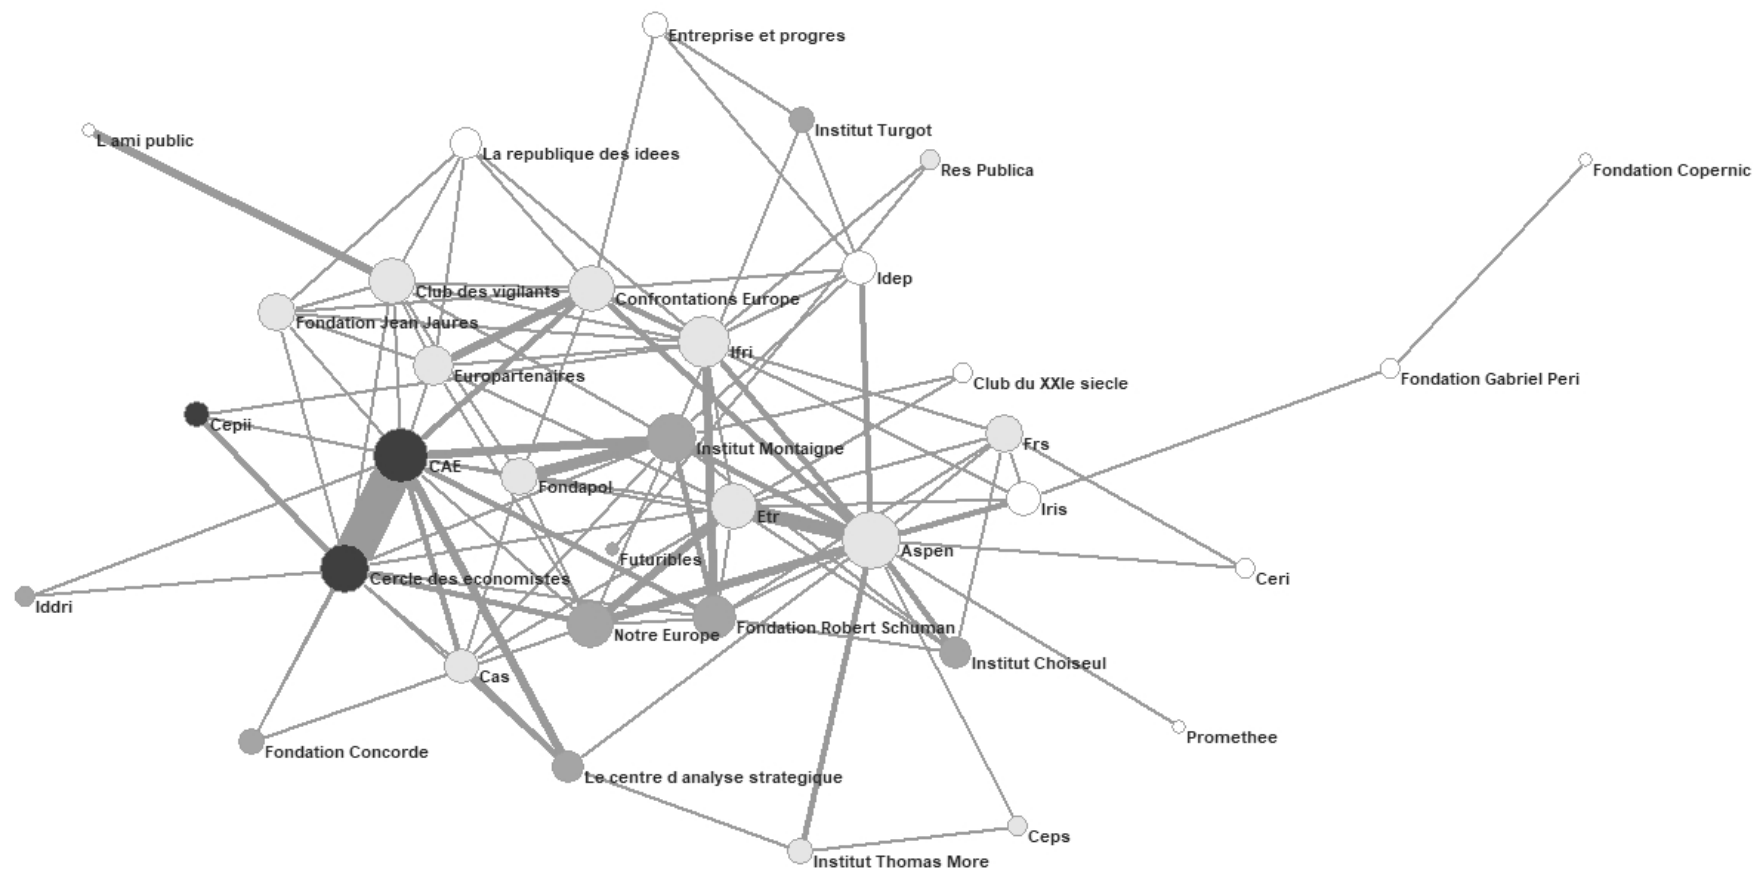 Entreprise et progres
Institut Turgot
L ami public
La republique des idees
Res Publica
Fondation Copernic
Idep
Club des vigilants
Confrontations Europe
Fondation Jean Jaures
Ifri
Europartenaires
Club du XXIe siecle
Fondation Gabriel Peri
Cepii
Frs
Institut Montaigne
CAE
Fondapol
Iris
Etr
Aspen
Futuribles
Cercle des economistes
Ceri
Iddri
Notre Europe
Fondation Robert Schuman
Institut Choiseul
Cas
Promethee
Fondation Concorde
Le centre d analyse strategique
Ceps
Institut Thomas More